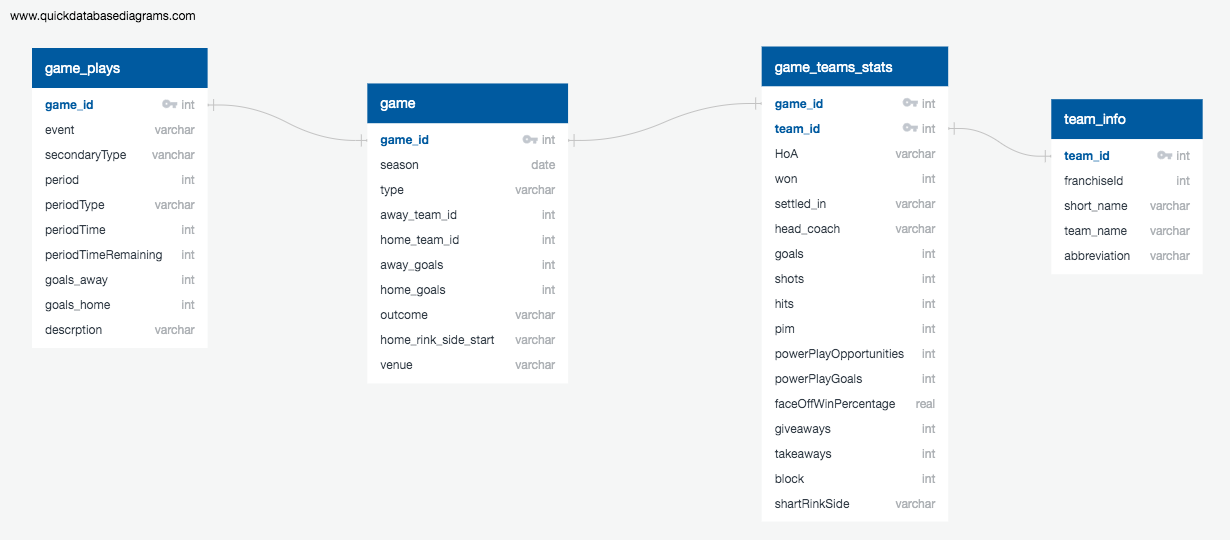 www.quickdatabasediagrams.com
game_plays
game_id int
event varchar
secondaryType varchar
period int
periodType varchar
periodTime int
periodTimeRemaining int
goals_away int
goals_home int
descrption varchar
game
game_id int
season date
type varchar
away_team_id int
home_team_id int
away_goals int
home_goals int
outcome varchar
home_rink_side_start varchar
venue varchar
game_teams_stats
game_id int
team_id int
HoA varchar
won int
settled_in varchar
head_coach varchar
goals int
shots int
hits int
pim int
powerPlayOpportunities int
powerPlayGoals int
faceOffWinPercentage real
giveaways int
takeaways int
block int
shartRinkSide varchar
team_info
team_id int
franchiseId int
short_name varchar
team_name varchar
abbreviation varchar